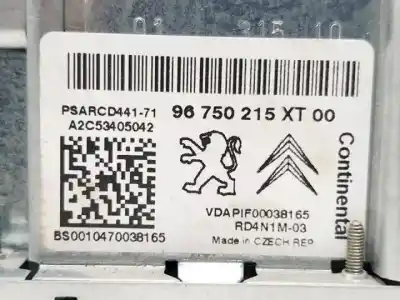 PSARCD441-71
96 750 215 XT 00
A2C53405042
Continental
VDAPIF00038165
RD4N1M-03
BS0010470038165
Made in CZECH REP